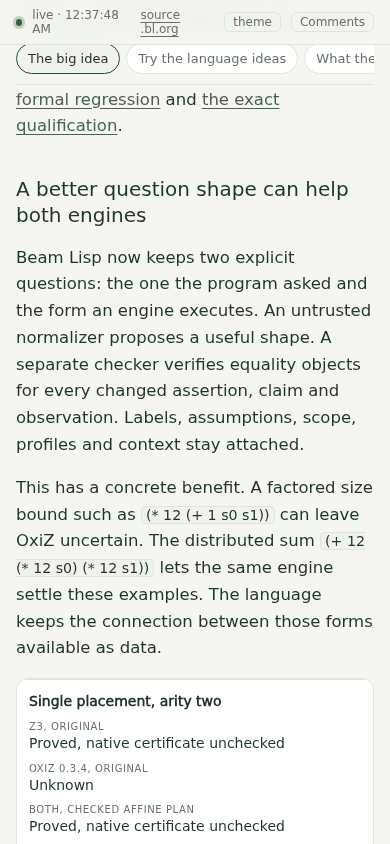 live · 12:37:48 AM
source .bl.org
theme
Comments
The big idea
Try the language ideas
What the
formal regression and the exact
qualification.
A better question shape can help
both engines
Beam Lisp now keeps two explicit
questions: the one the program asked and
the form an engine executes. An untrusted
normalizer proposes a useful shape. A
separate checker verifies equality objects
for every changed assertion, claim and
observation. Labels, assumptions, scope,
profiles and context stay attached.
This has a concrete benefit. A factored size
bound such as (* 12 (+ 1 s0 s1)) can leave
OxiZ uncertain. The distributed sum (+ 12
(* 12 s0) (* 12 s1)) lets the same engine
settle these examples. The language
keeps the connection between those forms
available as data.
Single placement, arity two
Z3, ORIGINAL
Proved, native certificate unchecked
OXIZ 0.3.4, ORIGINAL
Unknown
BOTH, CHECKED AFFINE PLAN
Proved, native certificate unchecked